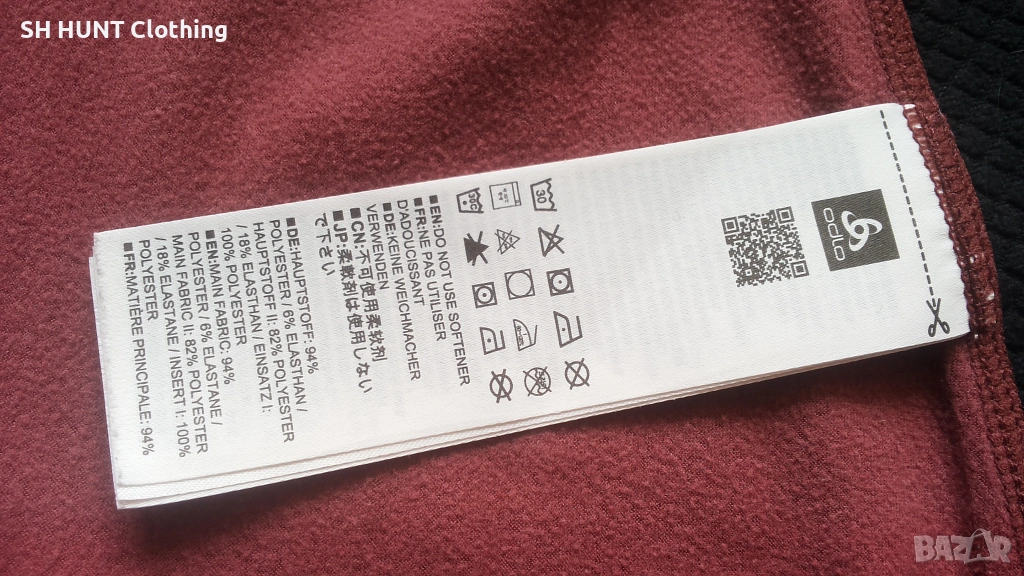 SH HUNT Clothing
odlo
30
30C
■EN:DO NOT USE SOFTENER
■FR:NE PAS UTILISER
D'ADOUCISSANT
■DE:KEINE WEICHMACHER
VERWENDEN
■CN:不可使用柔软剂.
■JP:柔軟剤は使用しない
で下さい
■DE:HAUPTSTOFF: 94%
POLYESTER / 6% ELASTHAN /
HAUPTSTOFF II: 82% POLYESTER
/ 18% ELASTHAN / EINSATZ I:
100% POLYESTER
■EN:MAIN FABRIC: 94%
POLYESTER / 6% ELASTANE /
MAIN FABRIC II: 82% POLYESTER
/ 18% ELASTANE / INSERT I: 100%
POLYESTER
■FR:MATIÈRE PRINCIPALE: 94%
BAZAR